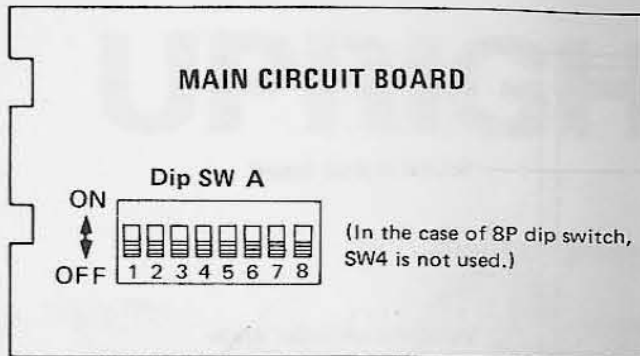 MAIN CIRCUIT BOARD
Dip SW A
ON
OFF
1 2 3 4 5 6 7 8
(In the case of 8P dip switch,
SW4 is not used.)